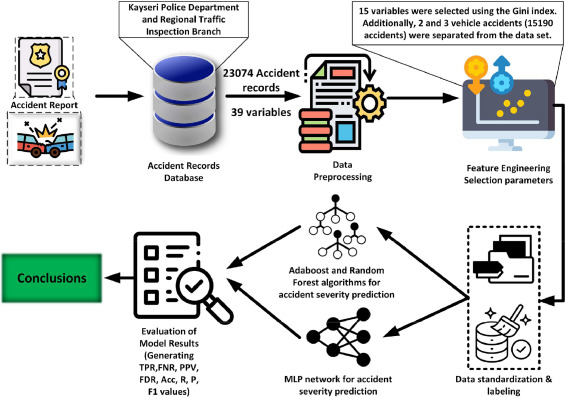 Kayseri Police Department
and Regional Traffic
Inspection Branch
15 variables were selected using the Gini index.
Additionally, 2 and 3 vehicle accidents (15190
accidents) were separated from the data set.
Accident Report
23074 Accident
records
39 variables
Accident Records
Database
Data
Preprocessing
Feature Engineering
Selection parameters
Conclusions
Evaluation of
Model Results
(Generating
TPR,FNR, PPV,
FDR, Acc, R, P,
F1 values)
Adaboost and Random
Forest algorithms for
accident severity prediction
MLP network for accident
severity prediction
Data standardization &
labeling